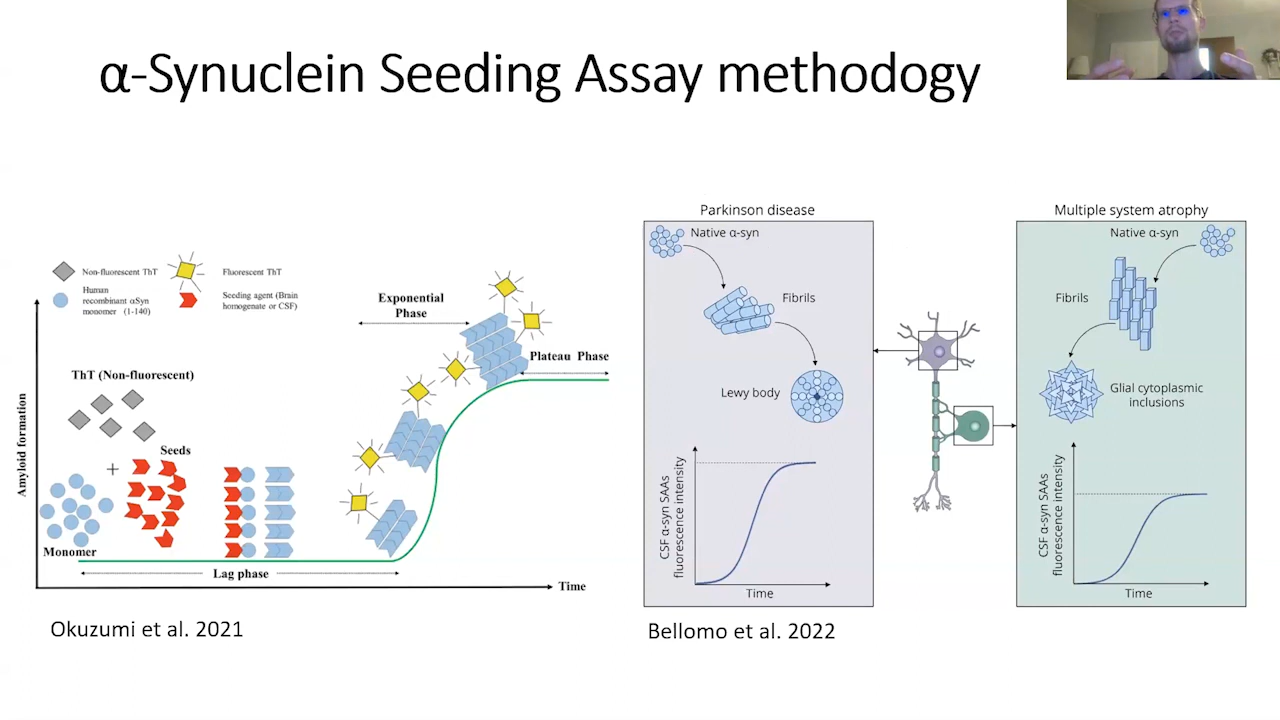 α-Synuclein Seeding Assay methodogy
Non-fluorescent ThT
Fluorescent ThT
Human
recombinant αSyn
monomer (1-140)
Seeding agent (Brain
homogenate or CSF)
Exponential
Phase
Plateau Phase
ThT (Non-fluorescent)
Seeds
+
Monomer
Lag phase
Amyloid formation
Time
Okuzumi et al. 2021
Parkinson disease
Native α-syn
Fibrils
Lewy body
CSF α-syn SAAs
fluorescence intensity
Time
Bellomo et al. 2022
Multiple system atrophy
Native α-syn
Fibrils
Glial cytoplasmic
inclusions
CSF α-syn SAAs
fluorescence intensity
Time